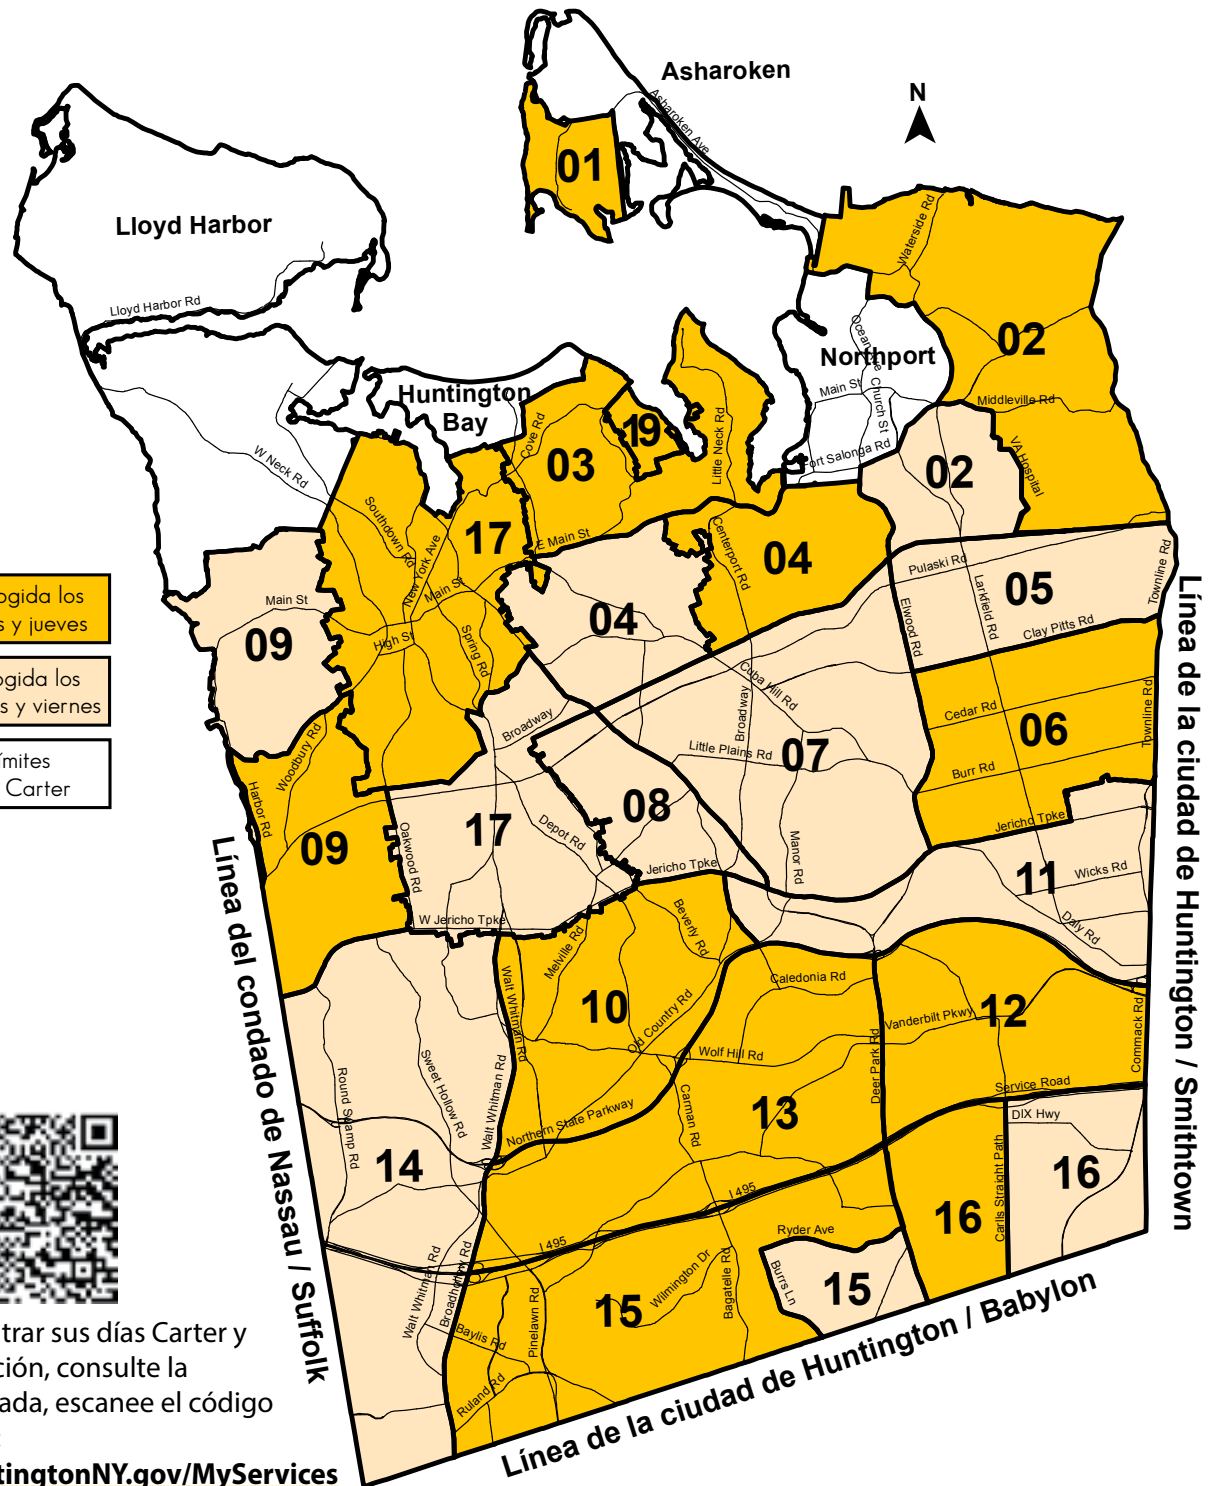 Asharoken
N
Asharoken Ave
01
Lloyd Harbor
Waterside Rd
Lloyd Harbor Rd
02
Ocean Ave
Northport
Huntington
Bay
Main St
Church St
Middleville Rd
Cove Rd
19
Little Neck Rd
Fort Salonga Rd
VA Hospital
W Neck Rd
03
02
Southdown Rd
New York Ave
17
E Main St
Centerport Rd
04
Pulaski Rd
Larkfield Rd
05
Townline Rd
ogida los
s y jueves
Main St
09
High St
Main St
Spring Rd
04
Elwood Rd
Clay Pitts Rd
ogida los
s y viernes
Woodbury Rd
Broadway
Cuba Hill Rd
Broadway
Cedar Rd
06
Townline Rd
ímites
Carter
Harbor Rd
Little Plains Rd
07
Burr Rd
09
Oakwood Rd
17
Depot Rd
08
Jericho Tpke
Manor Rd
Jericho Tpke
11
Wicks Rd
Daly Rd
W Jericho Tpke
Melville Rd
Beverly Rd
Walt Whitman Rd
10
Old Country Rd
Caledonia Rd
Vanderbilt Pkwy
12
Commack Rd
Wolf Hill Rd
Deer Park Rd
Service Road
Round Swamp Rd
Sweet Hollow Rd
Walt Whitman Rd
Northern State Parkway
Carman Rd
13
DIX Hwy
14
I 495
Carlls Straight Path
16
16
I 495
Ryder Ave
Walt Whitman Rd
Broadhollow Rd
Pinelawn Rd
15
Wilmington Dr
Bagatelle Rd
Burrs Ln
15
Baylis Rd
Ruland Rd
Línea del condado de Nassau / Suffolk
Línea de la ciudad de Huntington / Smithtown
Línea de la ciudad de Huntington / Babylon
trar sus días Carter y
ción, consulte la
ada, escanee el código
:
tingtonNY.gov/MyServices